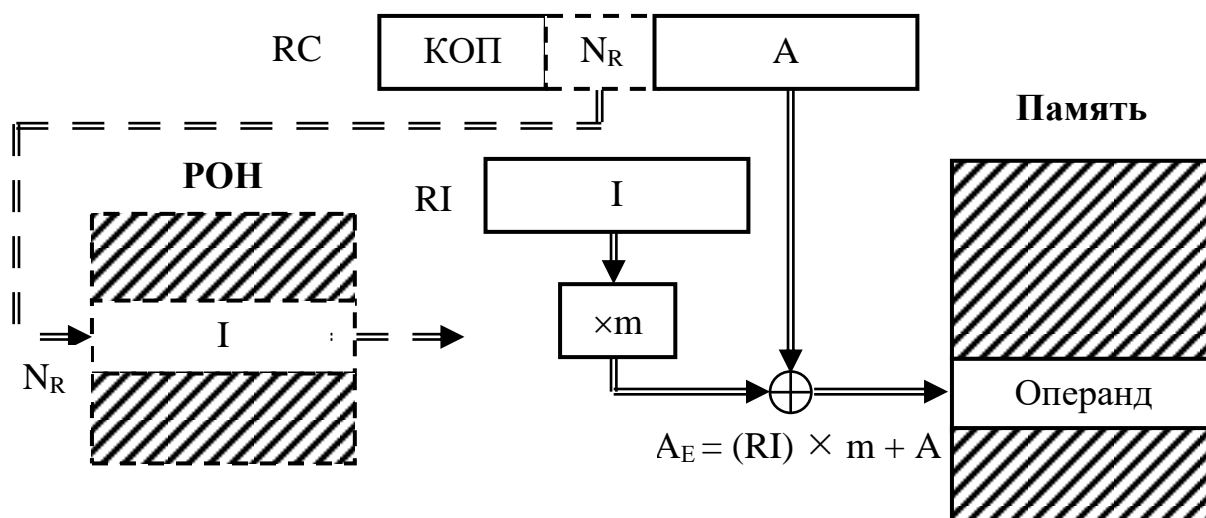 RC КОП N_R A
Память
РОН
RI I
×m
I
N_R
Операнд
A_E = (RI) × m + A